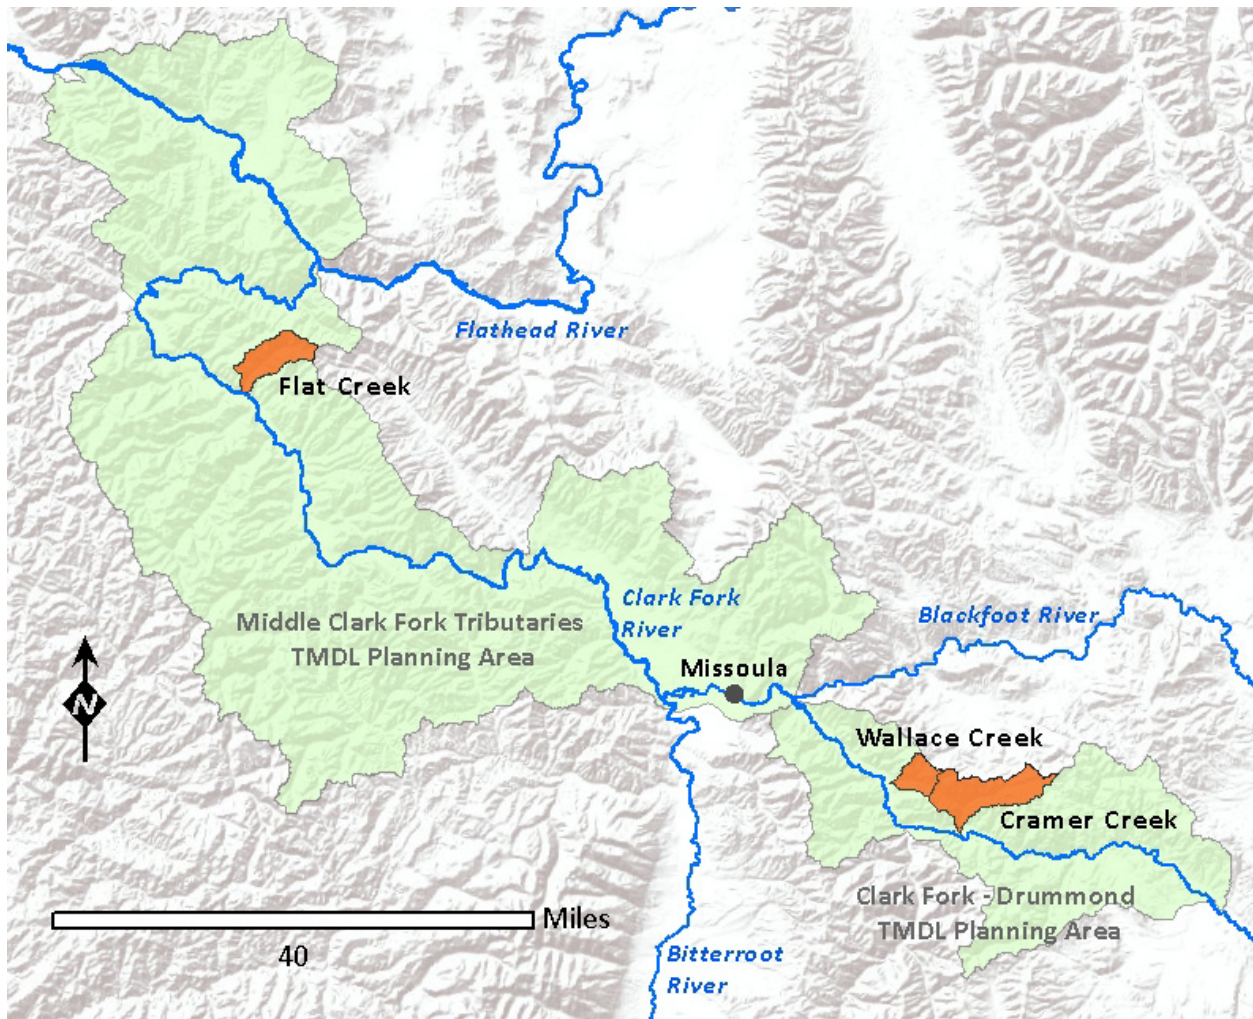 Flathead River
Flat Creek
Clark Fork
River
Blackfoot River
Middle Clark Fork Tributaries
TMDL Planning Area
Missoula
N
Wallace Creek
Cramer Creek
Clark Fork - Drummond
TMDL Planning Area
Miles
40
Bitterroot
River